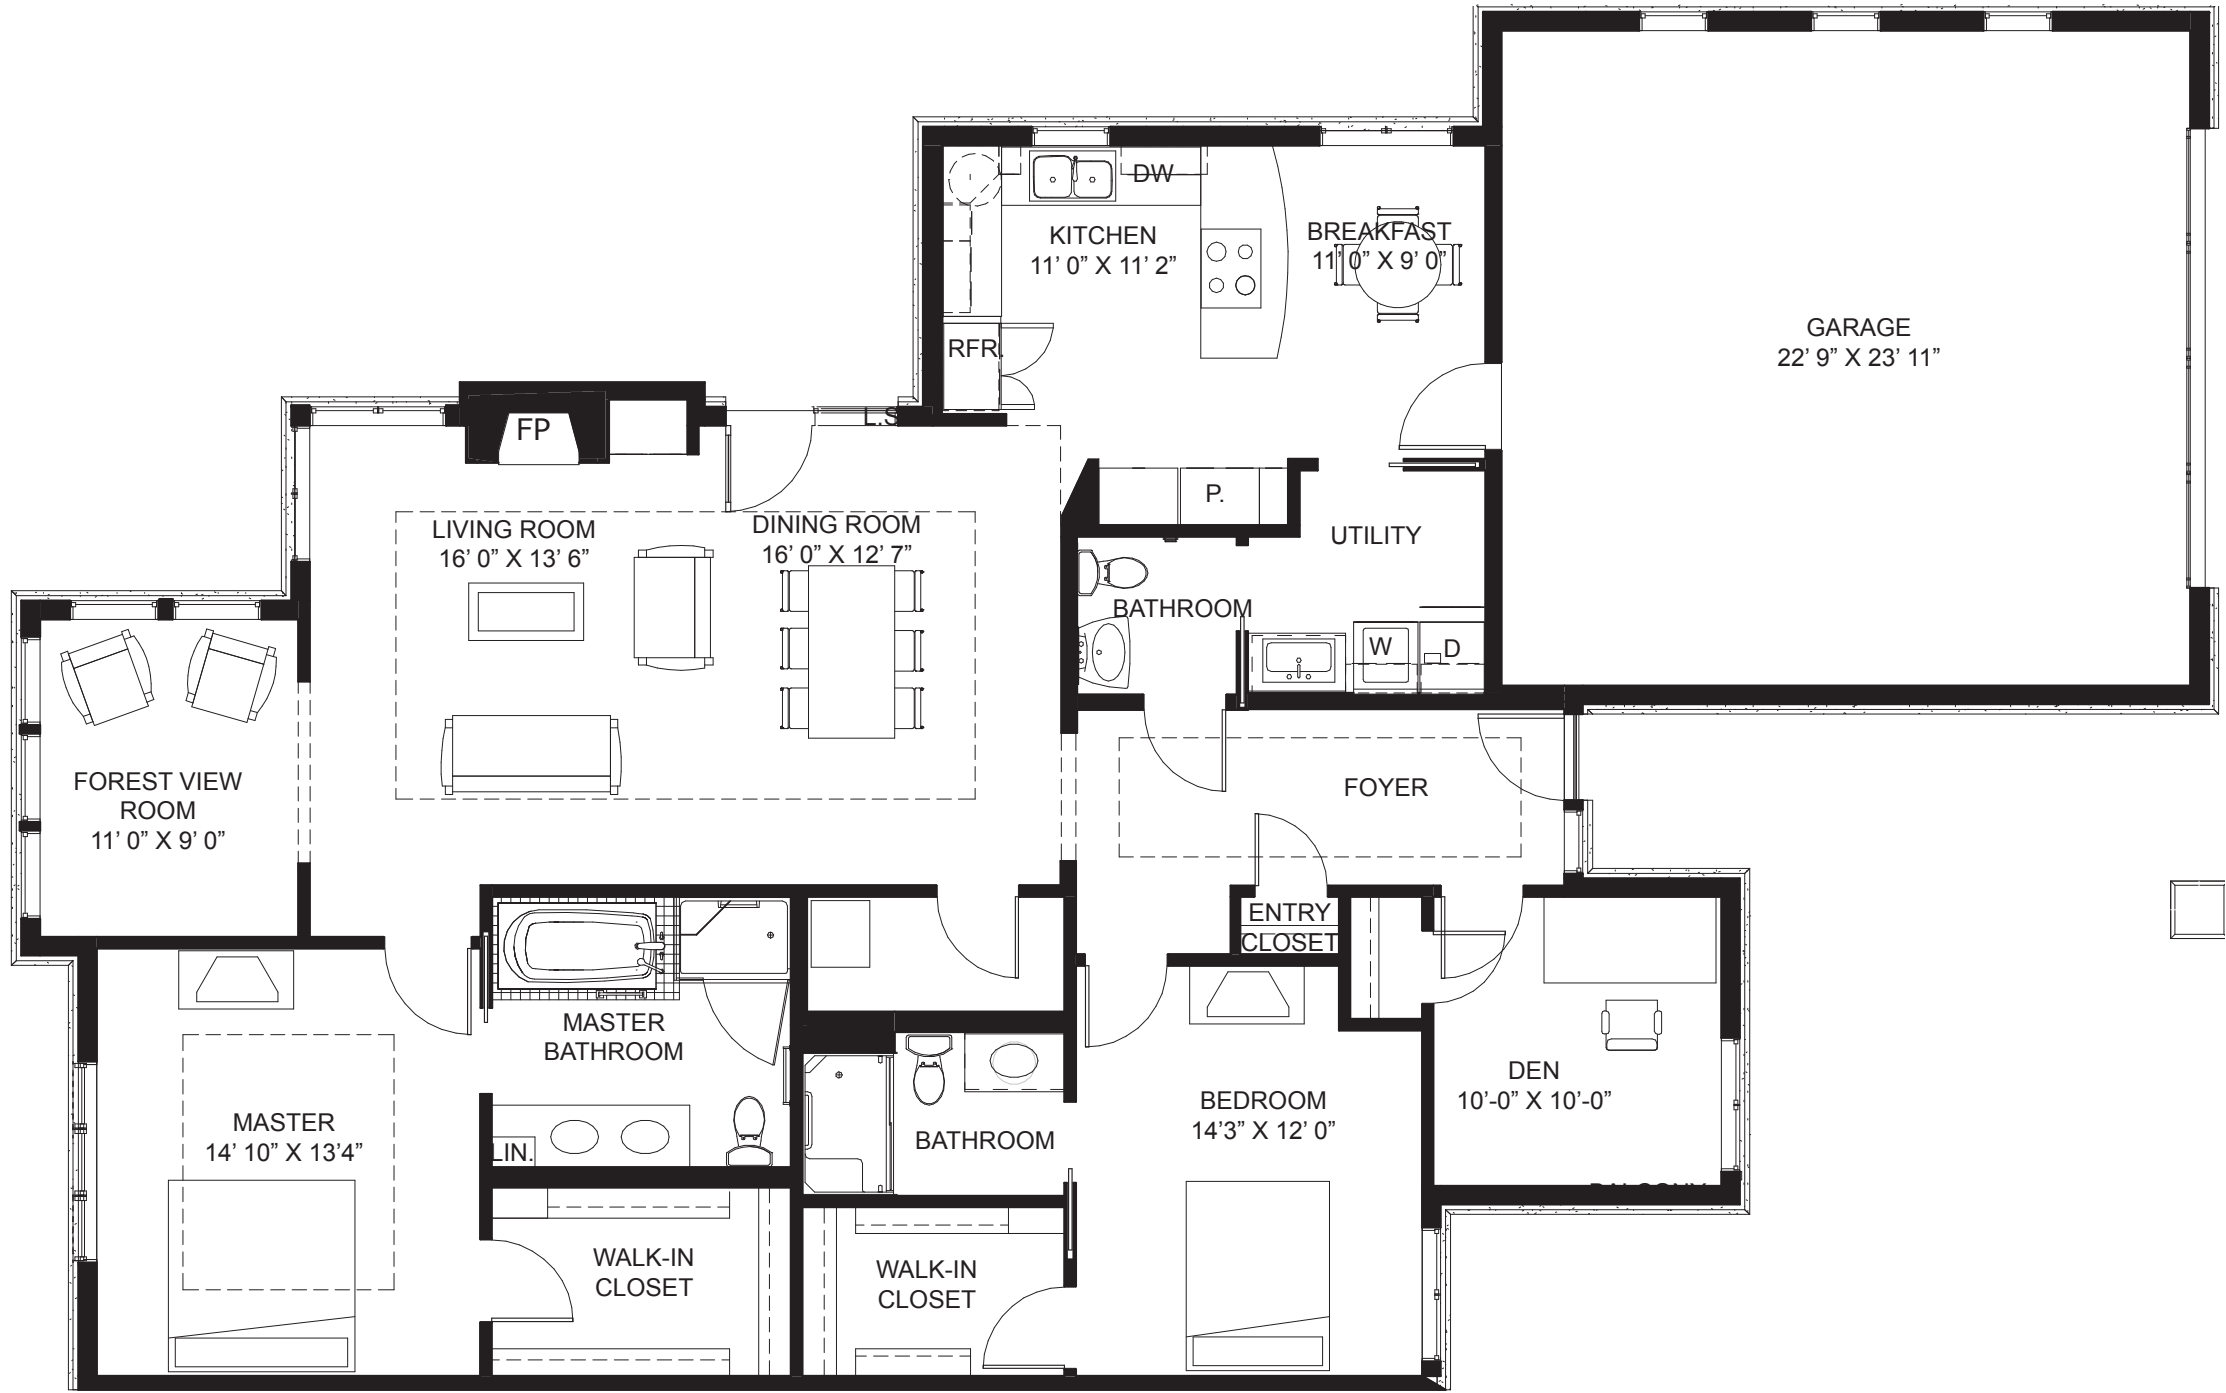 GARAGE
22’ 9” X 23’ 11”
DW
KITCHEN
11’ 0” X 11’ 2”
BREAKFAST
11’ 0” X 9’ 0”
RFR.
FP
L.S
P.
LIVING ROOM
16’ 0” X 13’ 6”
DINING ROOM
16’ 0” X 12’ 7”
UTILITY
BATHROOM
W
D
FOREST VIEW
ROOM
11’ 0” X 9’ 0”
FOYER
ENTRY
CLOSET
MASTER
BATHROOM
MASTER
14’ 10” X 13’4”
LIN.
BATHROOM
BEDROOM
14’3” X 12’ 0”
DEN
10’-0” X 10’-0”
WALK-IN
CLOSET
WALK-IN
CLOSET